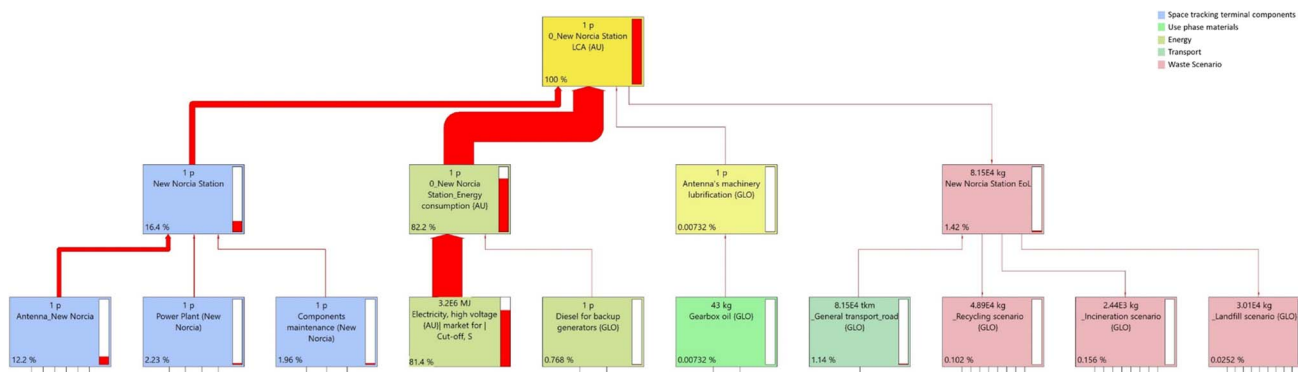 1 p
0_New Norcia Station
LCA (AU)
100 %
Space tracking terminal components
Use phase materials
Energy
Transport
Waste Scenario
1 p
New Norcia Station
16.4 %
1 p
0_New Norcia
Station_Energy
consumption (AU)
82.2 %
1 p
Antenna's machinery
lubrification (GLO)
0.00732 %
8.15E4 kg
New Norcia Station EoL
1.42 %
1 p
Antenna_New Norcia
12.2 %
1 p
Power Plant (New
Norcia)
2.23 %
1 p
Components
maintenance (New
Norcia)
1.96 %
3.2E6 MJ
Electricity, high voltage
{AU}| market for |
Cut-off, S
81.4 %
1 p
Diesel for backup
generators (GLO)
0.768 %
43 kg
Gearbox oil (GLO)
0.00732 %
8.15E4 tkm
_General transport_road
(GLO)
1.14 %
4.89E4 kg
_Recycling scenario
(GLO)
0.102 %
2.44E3 kg
_Incineration scenario
(GLO)
0.156 %
3.01E4 kg
_Landfill scenario (GLO)
0.0252 %